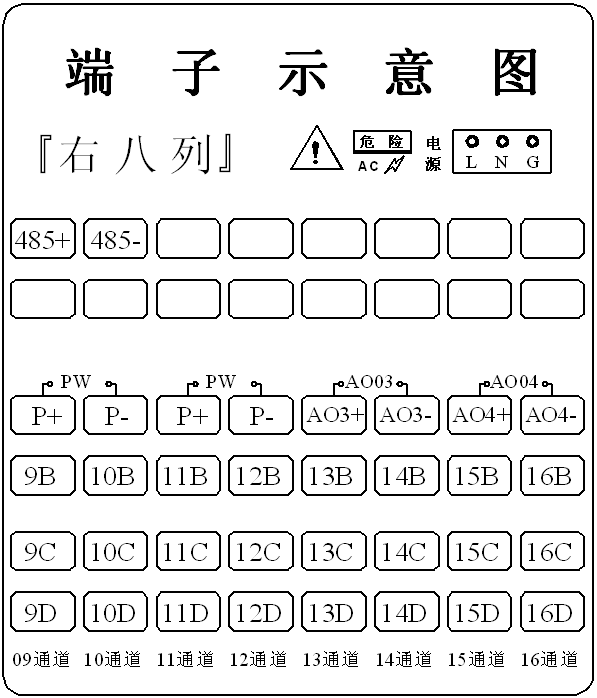 端 子 示 意 图
『右 八 列』 ! 危 险 AC 电源 L N G
485+ 485-
PW PW AO03 AO04
P+ P- P+ P- AO3+ AO3- AO4+ AO4-
9B 10B 11B 12B 13B 14B 15B 16B
9C 10C 11C 12C 13C 14C 15C 16C
9D 10D 11D 12D 13D 14D 15D 16D
09通道 10通道 11通道 12通道 13通道 14通道 15通道 16通道